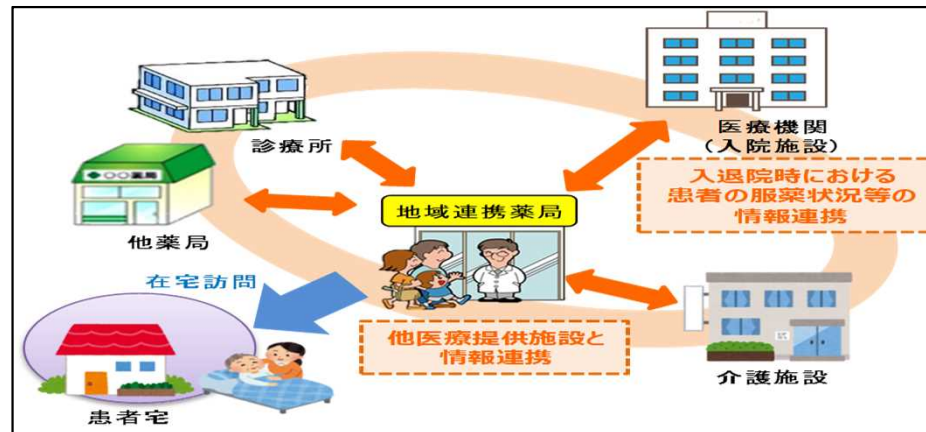 診療所
医療機関
(入院施設)
〇〇薬局
他薬局
地域連携薬局
入退院時における
患者の服薬状況等の
情報連携
在宅訪問
他医療提供施設と
情報連携
介護施設
患者宅